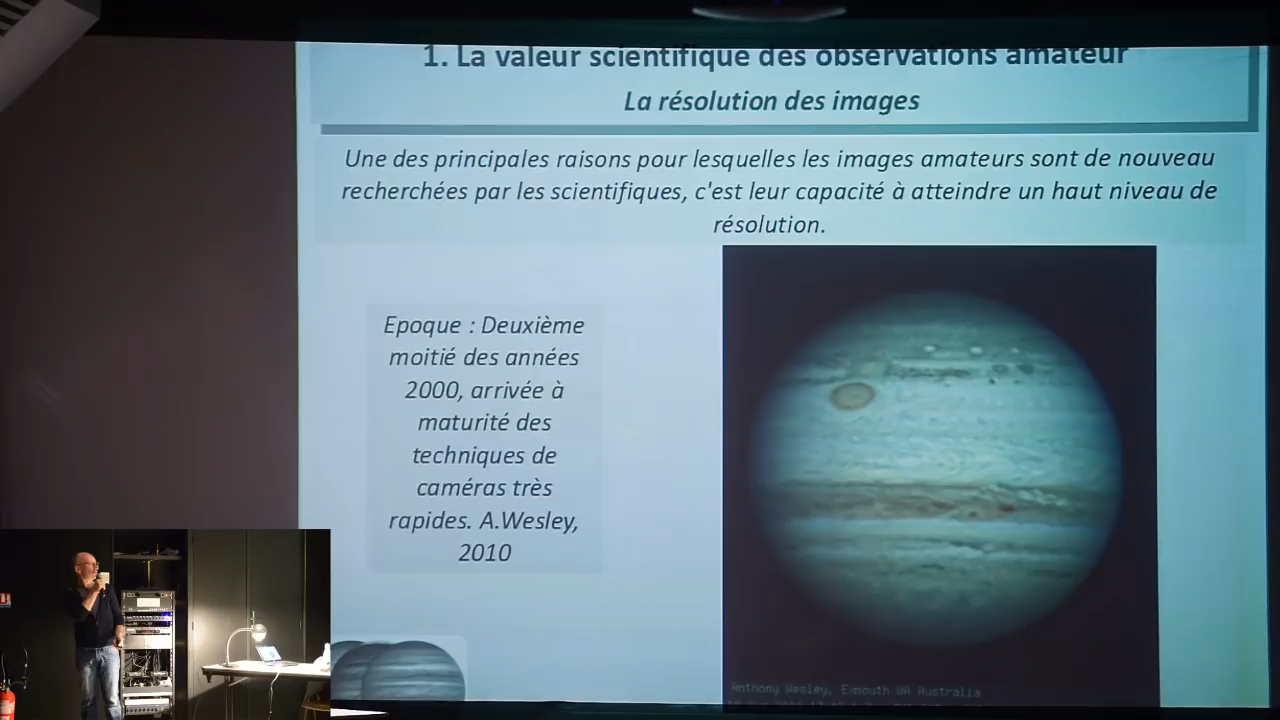 1. La valeur scientifique des observations amateur
La résolution des images
Une des principales raisons pour lesquelles les images amateurs sont de nouveau
recherchées par les scientifiques, c'est leur capacité à atteindre un haut niveau de
résolution.
Epoque : Deuxième
moitié des années
2000, arrivée à
maturité des
techniques de
caméras très
rapides. A.Wesley,
2010
Anthony Wesley, Exmouth WA Australia